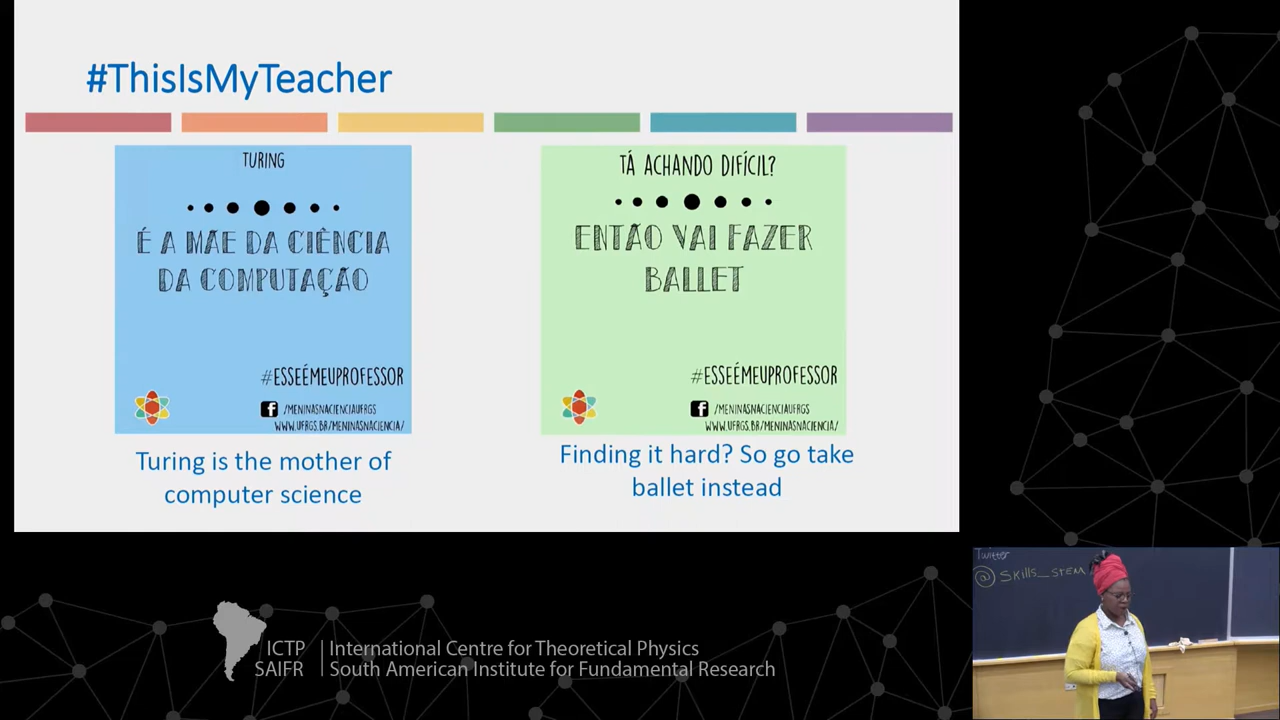 #ThisIsMyTeacher
TURING
É A MÃE DA CIÊNCIA
DA COMPUTAÇÃO
#ESSEÉMEUPROFESSOR
/MENINASNACIENCIAUFRGS
WWW.UFRGS.BR/MENINASNACIENCIA/
Turing is the mother of
computer science
TÁ ACHANDO DIFÍCIL?
ENTÃO VAI FAZER
BALLET
#ESSEÉMEUPROFESSOR
/MENINASNACIENCIAUFRGS
WWW.UFRGS.BR/MENINASNACIENCIA/
Finding it hard? So go take
ballet instead
Twitter
@ Skills_STEM
ICTP
SAIFR
International Centre for Theoretical Physics
South American Institute for Fundamental Research